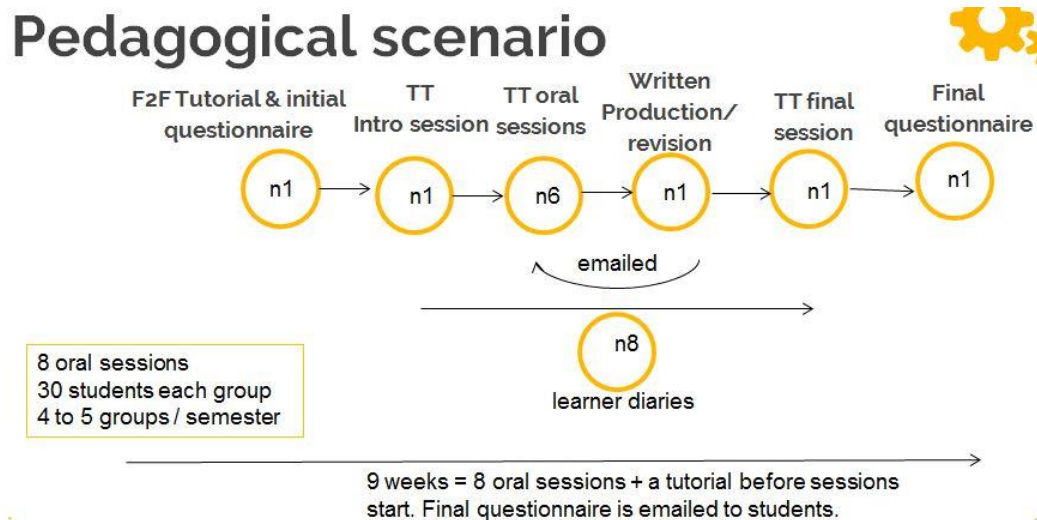 Pedagogical scenario
F2F Tutorial & initial
questionnaire
TT
Intro session
TT oral
sessions
Written
Production/
revision
TT final
session
Final
questionnaire
n1
n1
n6
n1
n1
n1
emailed
n8
learner diaries
8 oral sessions
30 students each group
4 to 5 groups / semester
9 weeks = 8 oral sessions + a tutorial before sessions
start. Final questionnaire is emailed to students.